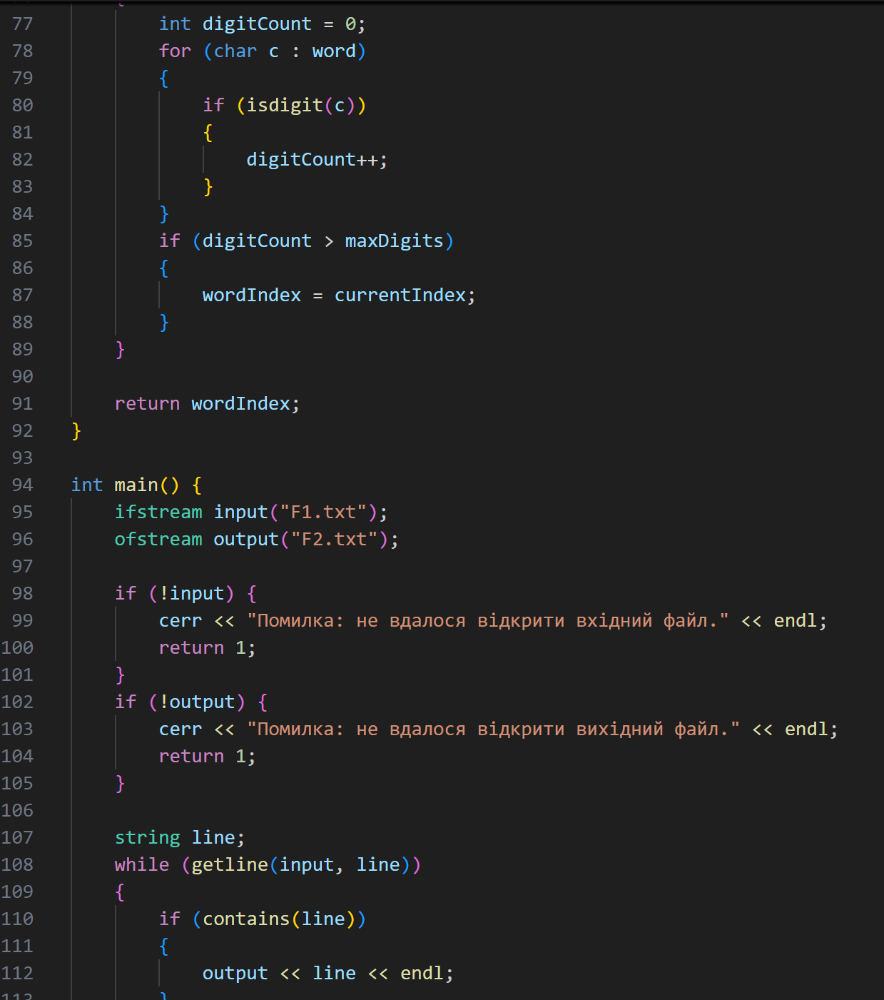 77 int digitCount = 0;
78 for (char c : word)
79 {
80 if (isdigit(c))
81 {
82 digitCount++;
83 }
84 }
85 if (digitCount > maxDigits)
86 {
87 wordIndex = currentIndex;
88 }
89 }
90
91 return wordIndex;
92 }
93
94 int main() {
95 ifstream input("F1.txt");
96 ofstream output("F2.txt");
97
98 if (!input) {
99 cerr << "Помилка: не вдалося відкрити вхідний файл." << endl;
100 return 1;
101 }
102 if (!output) {
103 cerr << "Помилка: не вдалося відкрити вихідний файл." << endl;
104 return 1;
105 }
106
107 string line;
108 while (getline(input, line))
109 {
110 if (contains(line))
111 {
112 output << line << endl;
113 }